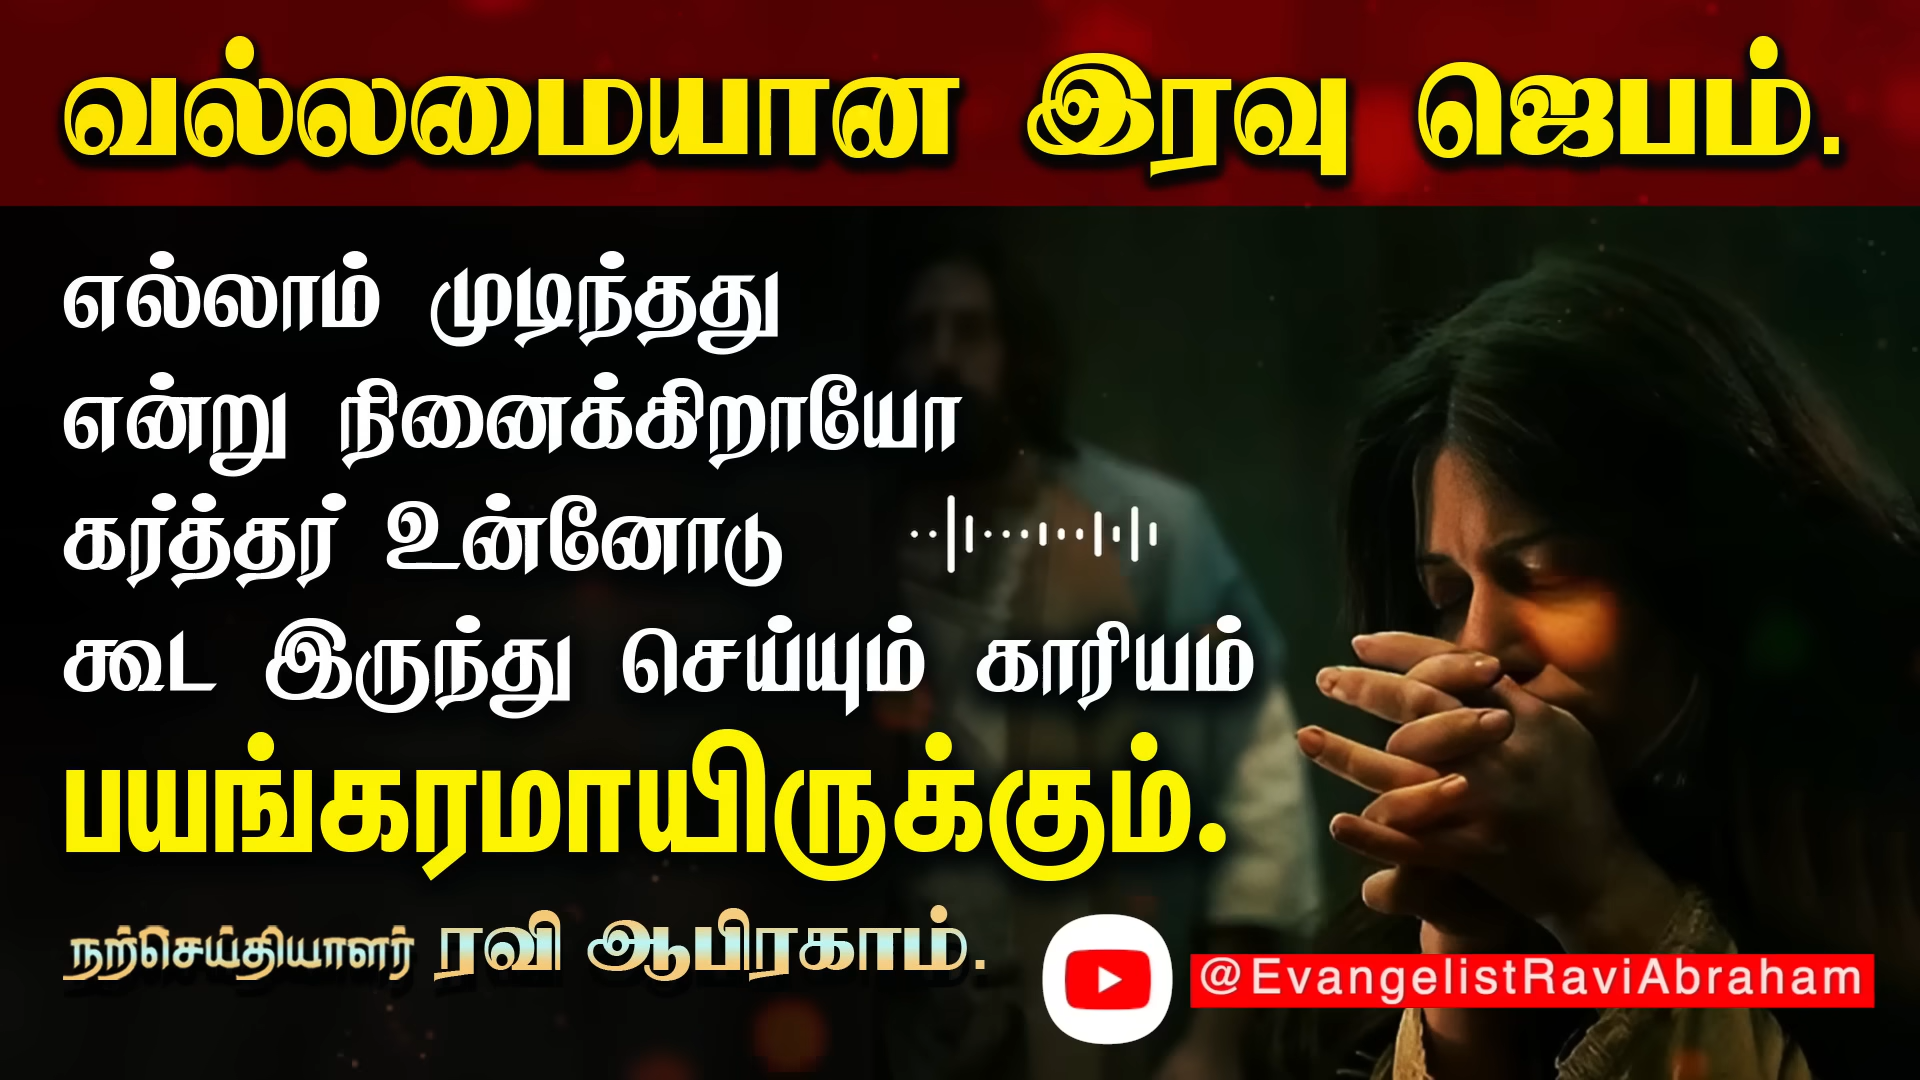 வல்லமையான இரவு ஜெபம்.
எல்லாம் முடிந்தது
என்று நினைக்கிறாயோ
கர்த்தர் உன்னோடு
கூட இருந்து செய்யும் காரியம்
பயங்கரமாயிருக்கும்.
நற்செய்தியாளர் ரவி ஆபிரகாம்.
@EvangelistRaviAbraham